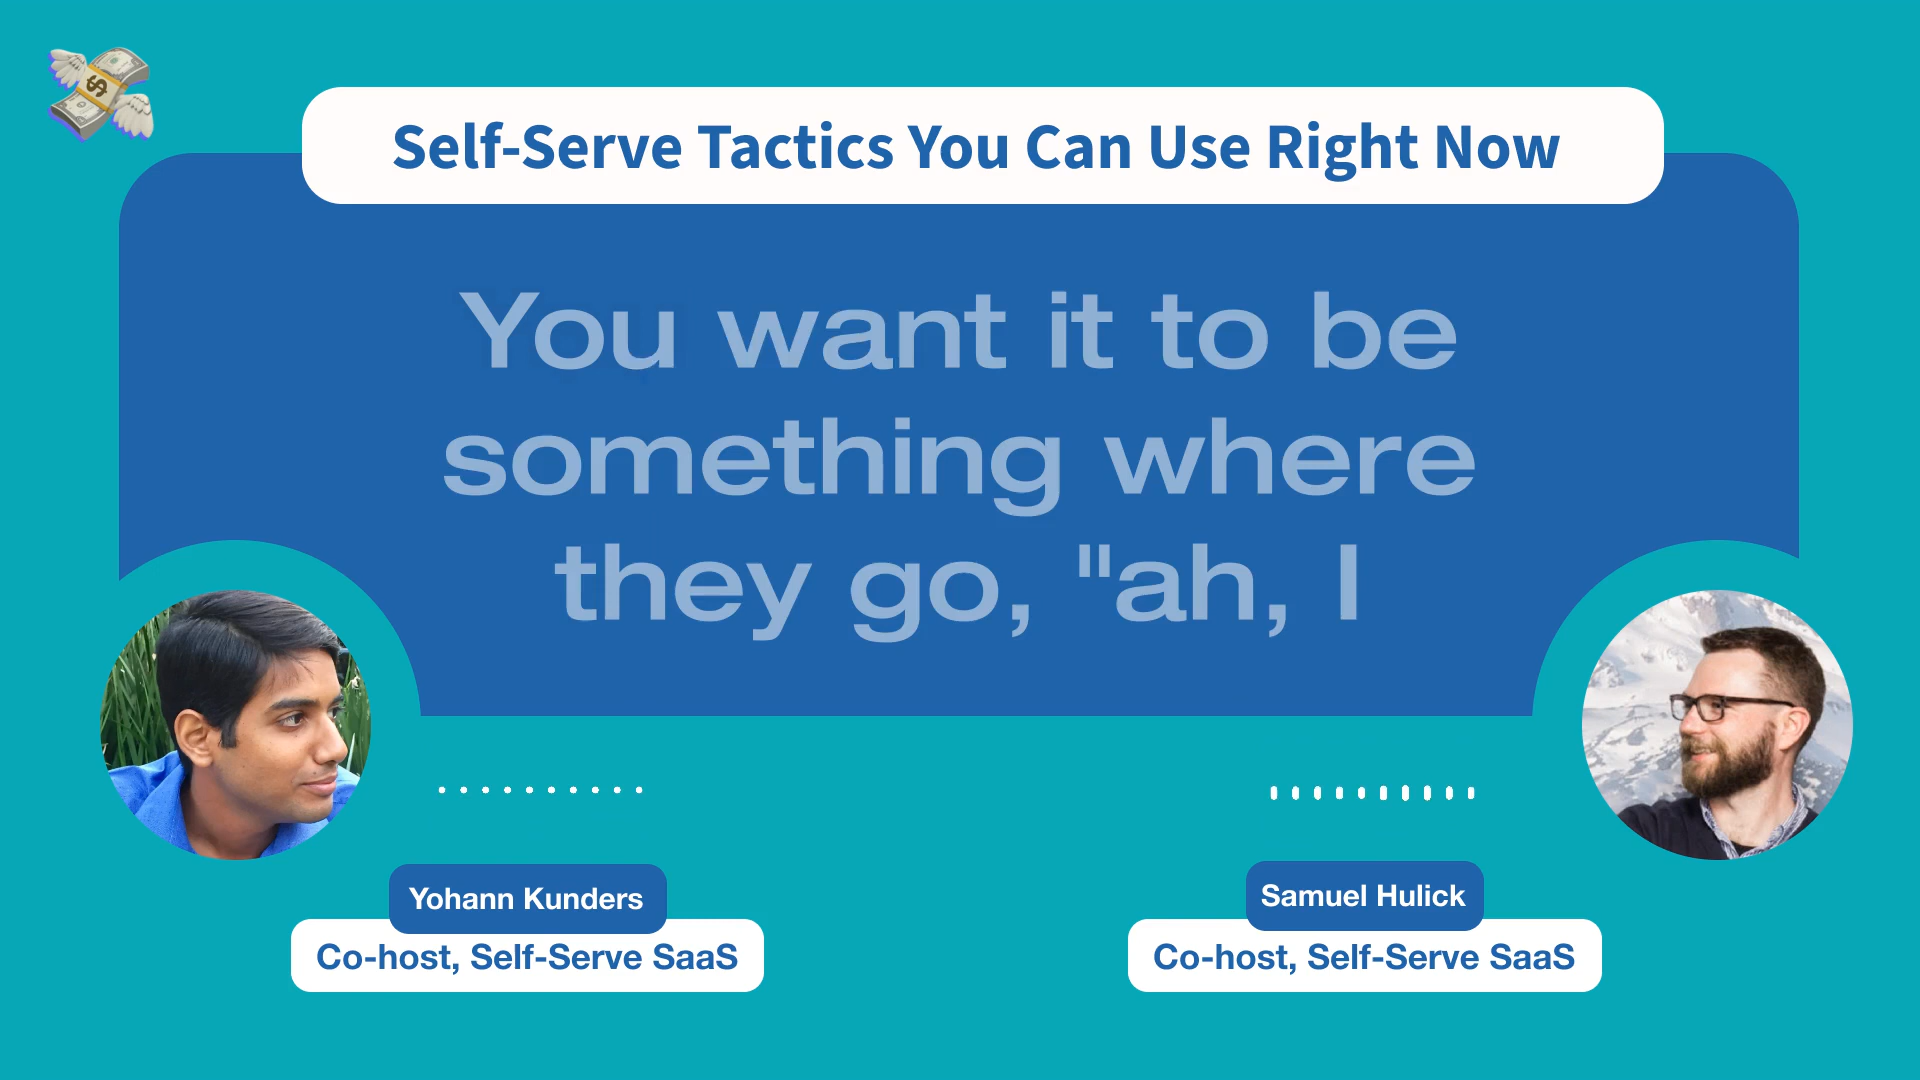 Self-Serve Tactics You Can Use Right Now
You want it to be
something where
they go, "ah, I
Yohann Kunders
Co-host, Self-Serve SaaS
Samuel Hulick
Co-host, Self-Serve SaaS